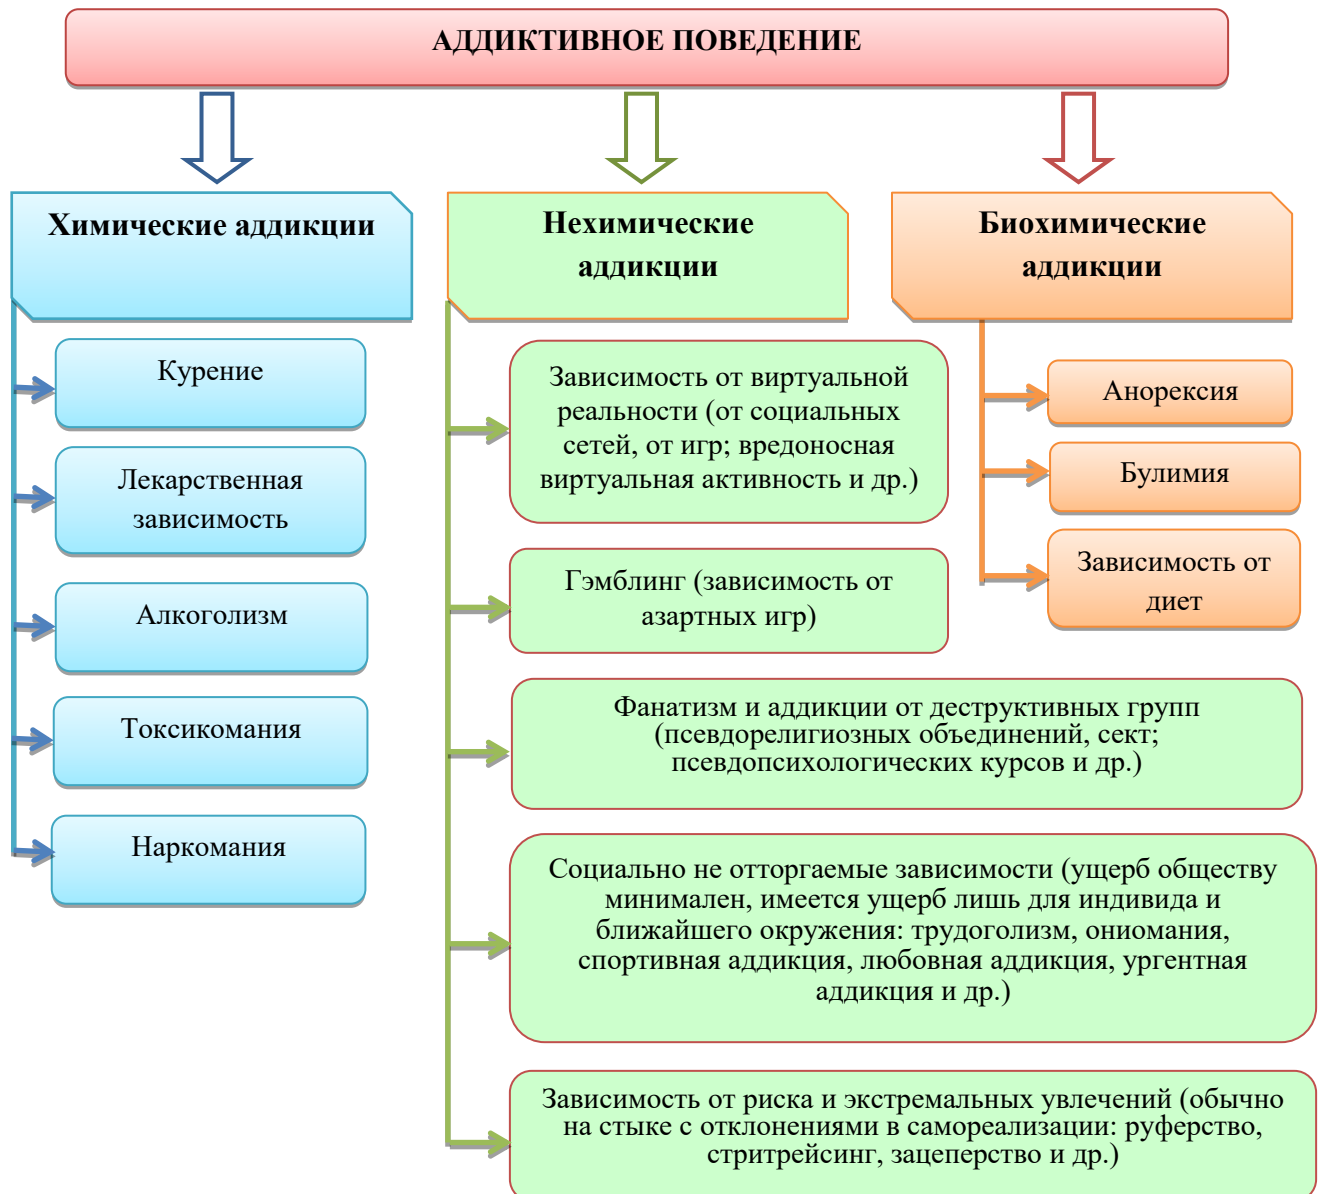 АДДИКТИВНОЕ ПОВЕДЕНИЕ
Химические аддикции
Курение
Лекарственная
зависимость
Алкоголизм
Токсикомания
Наркомания
Нехимические
аддикции
Зависимость от виртуальной
реальности (от социальных
сетей, от игр; вредоносная
виртуальная активность и др.)
Гэмблинг (зависимость от
азартных игр)
Фанатизм и аддикции от деструктивных групп
(псевдорелигиозных объединений, сект;
псевдопсихологических курсов и др.)
Социально не отторгаемые зависимости (ущерб обществу
минимален, имеется ущерб лишь для индивида и
ближайшего окружения: трудоголизм, ониомания,
спортивная аддикция, любовная аддикция, ургентная
аддикция и др.)
Зависимость от риска и экстремальных увлечений (обычно
на стыке с отклонениями в самореализации: руферство,
стритрейсинг, зацеперство и др.)
Биохимические
аддикции
Анорексия
Булимия
Зависимость от
диет